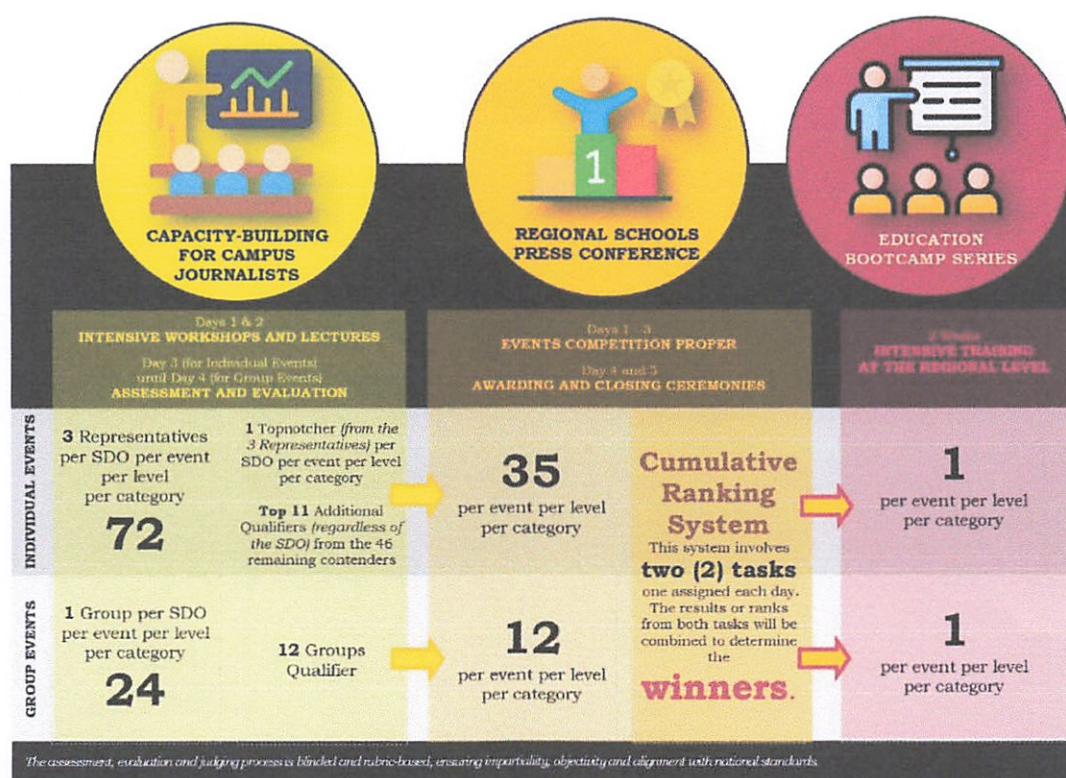 1
CAPACITY-BUILDING
FOR CAMPUS
JOURNALISTS
REGIONAL SCHOOLS
PRESS CONFERENCE
EDUCATION
BOOTCAMP SERIES
Days 1 & 2
INTENSIVE WORKSHOPS AND LECTURES
Day 3 (for Individual Events)
until Day 4 (for Group Events)
ASSESSMENT AND EVALUATION
Days 1 - 3
EVENTS COMPETITION PROPER
Day 4 and 5
AWARDING AND CLOSING CEREMONIES
Weeks
INTENSIVE TRAINING
AT THE REGIONAL LEVEL
INDIVIDUAL EVENTS
3 Representatives
per SDO per event
per level
per category
72
1 Topnotcher (from the
3 Representatives) per
SDO per event per level
per category
Top 11 Additional
Qualifiers (regardless of
the SDO) from the 46
remaining contenders
35
per event per level
per category
Cumulative
Ranking
System
This system involves
two (2) tasks
one assigned each day.
The results or ranks
from both tasks will be
combined to determine
the
winners.
1
per event per level
per category
GROUP EVENTS
1 Group per SDO
per event per level
per category
24
12 Groups
Qualifier
12
per event per level
per category
1
per event per level
per category
The assessment, evaluation and judging process is blinded and rubric-based, ensuring impartiality, objectivity and alignment with national standards.